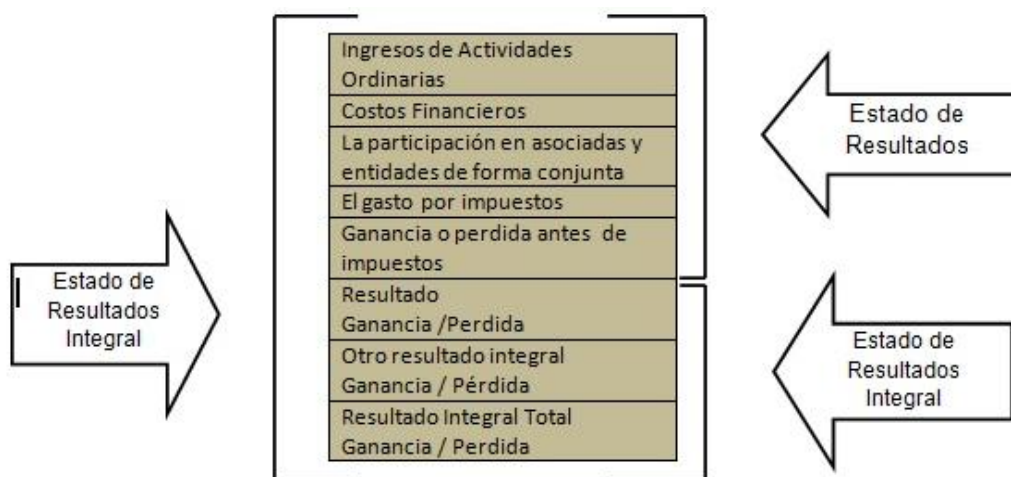 Ingresos de Actividades
Ordinarias
Costos Financieros
La participación en asociadas y
entidades de forma conjunta
El gasto por impuestos
Ganancia o perdida antes de
impuestos
Resultado
Ganancia /Perdida
Otro resultado integral
Ganancia / Pérdida
Resultado Integral Total
Ganancia / Perdida
Estado de
Resultados
Integral
Estado de
Resultados
Estado de
Resultados
Integral